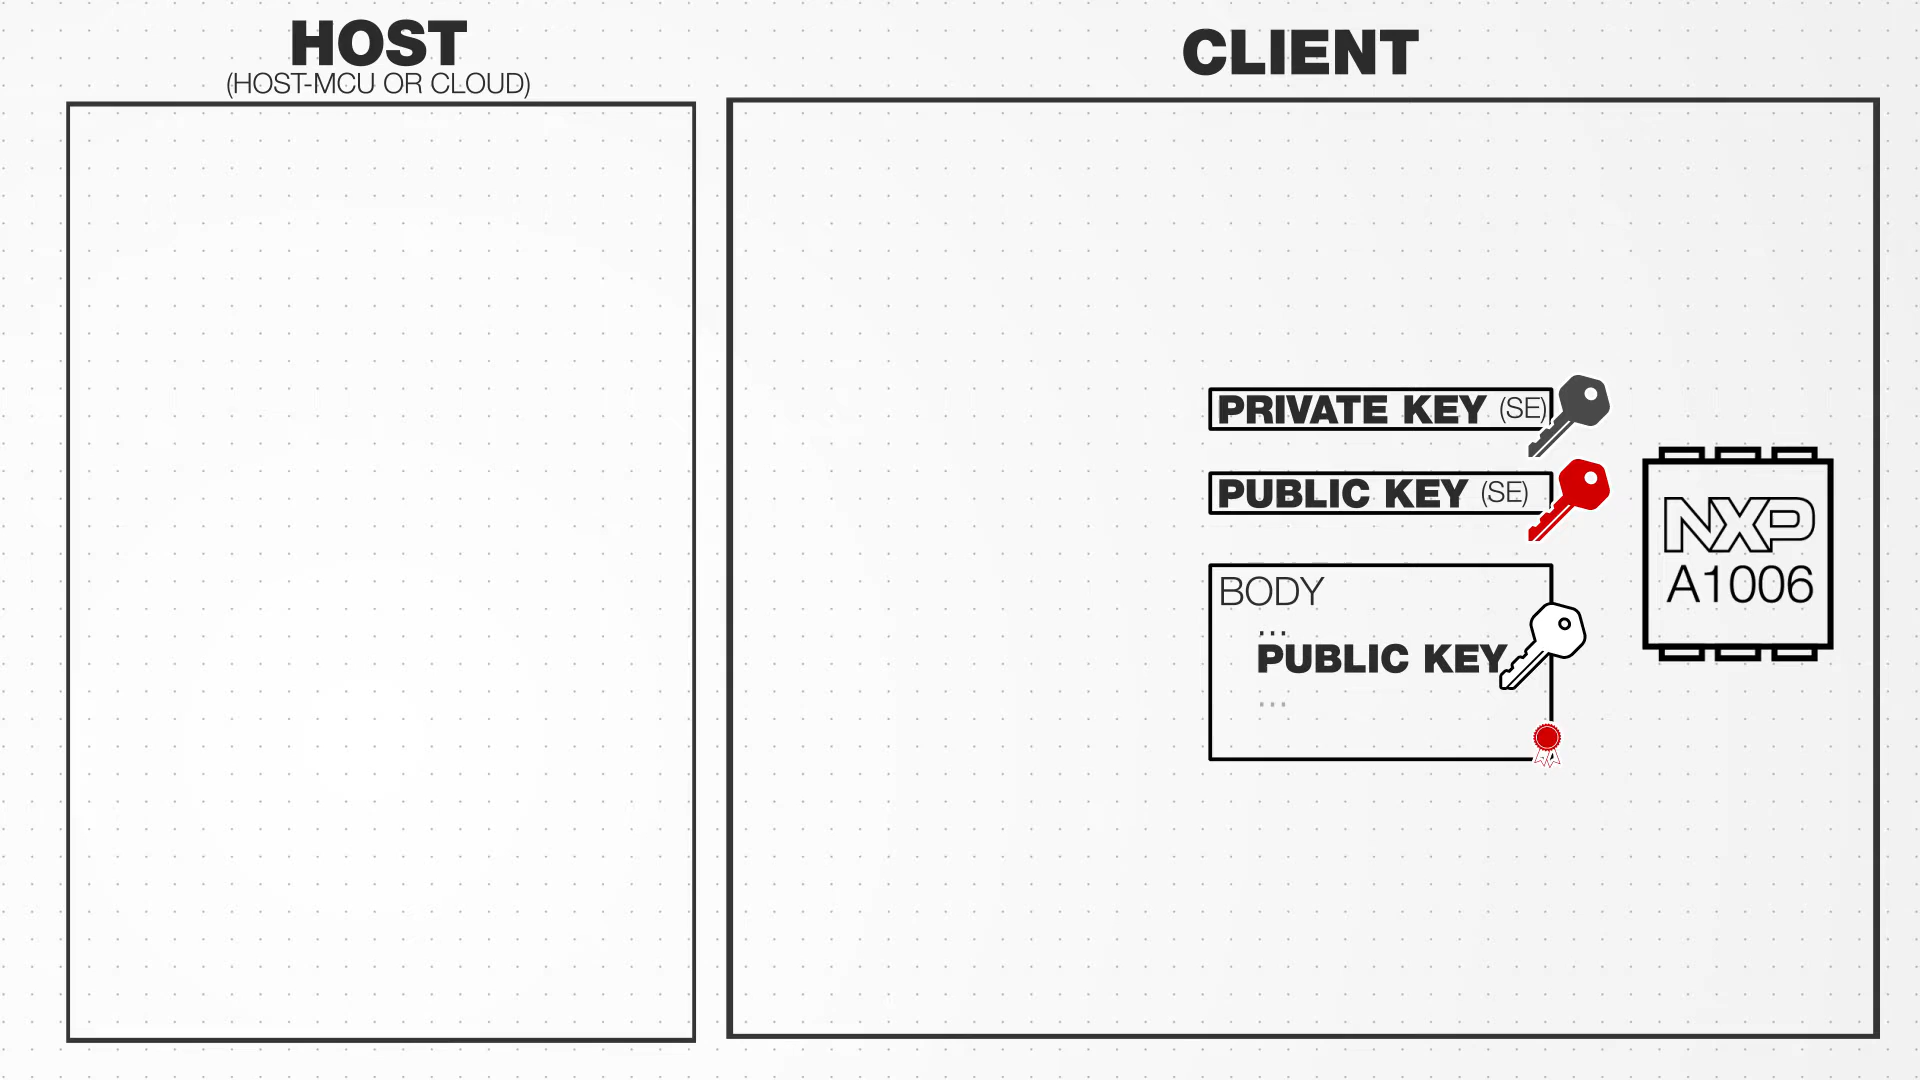 HOST
(HOST-MCU OR CLOUD)
CLIENT
PRIVATE KEY (SE)
PUBLIC KEY (SE)
BODY
...
PUBLIC KEY
...
NXP
A1006